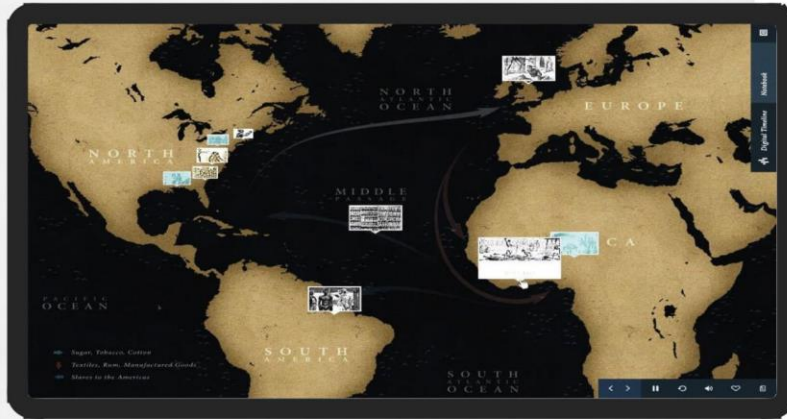 NORTH
ATLANTIC
OCEAN
EUROPE
NORTH
AMERICA
MIDDLE
PASSAGE
CA
PACIFIC
OCEAN
SOUTH
AMERICA
SOUTH
ATLANTIC
OCEAN
Sugar, Tobacco, Cotton
Textiles, Rum, Manufactured Goods
Slaves to the Americas
Notebook
Digital Timeline